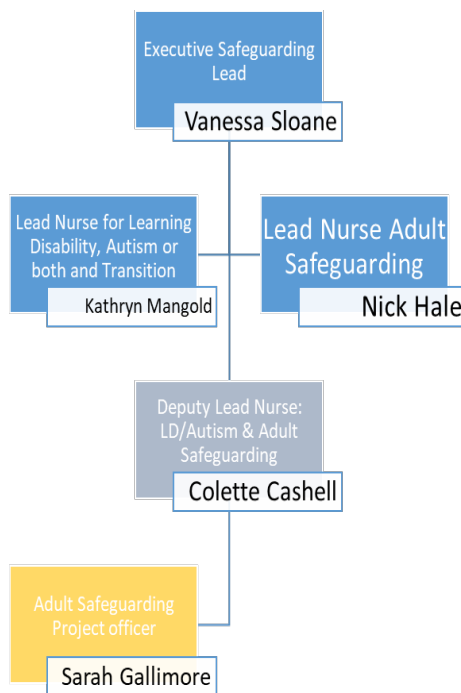 Executive Safeguarding
Lead
Vanessa Sloane
Lead Nurse for Learning
Disability, Autism or
both and Transition
Kathryn Mangold
Lead Nurse Adult
Safeguarding
Nick Hale
Deputy Lead Nurse:
LD/Autism & Adult
Safeguarding
Colette Cashell
Adult Safeguarding
Project officer
Sarah Gallimore